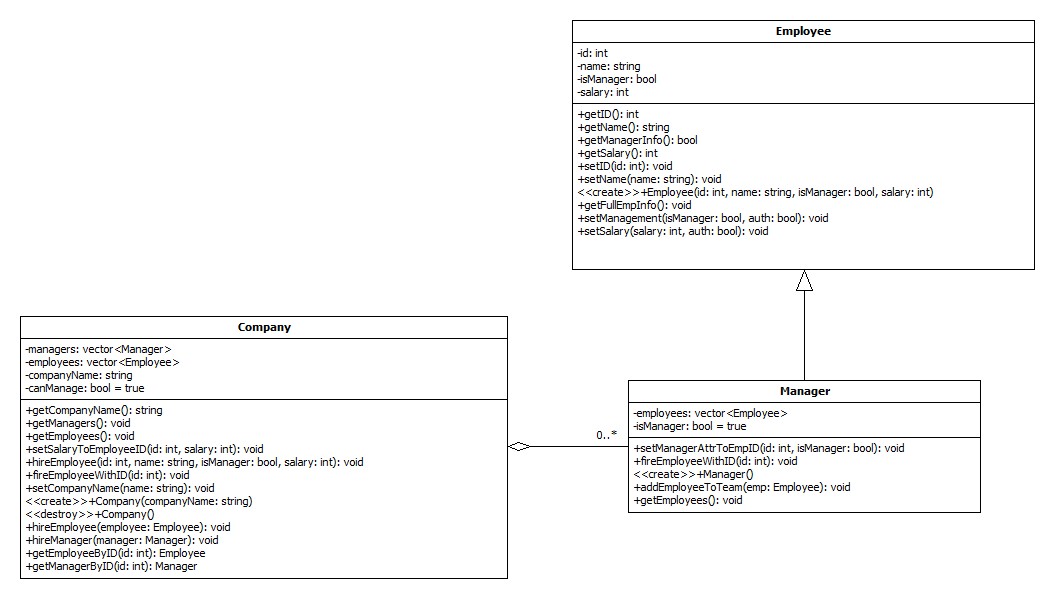 Employee
-id: int
-name: string
-isManager: bool
-salary: int
+getID(): int
+getName(): string
+getManagerInfo(): bool
+getSalary(): int
+setID(id: int): void
+setName(name: string): void
<<create>>+Employee(id: int, name: string, isManager: bool, salary: int)
+getFullEmpInfo(): void
+setManagement(isManager: bool, auth: bool): void
+setSalary(salary: int, auth: bool): void
Company
-managers: vector<Manager>
-employees: vector<Employee>
-companyName: string
-canManage: bool = true
+getCompanyName(): string
+getManagers(): void
+getEmployees(): void
+setSalaryToEmployeeID(id: int, salary: int): void
+hireEmployee(id: int, name: string, isManager: bool, salary: int): void
+fireEmployeeWithID(id: int): void
+setCompanyName(name: string): void
<<create>>+Company(companyName: string)
<<destroy>>+Company()
+hireEmployee(employee: Employee): void
+hireManager(manager: Manager): void
+getEmployeeByID(id: int): Employee
+getManagerByID(id: int): Manager
0..*
Manager
-employees: vector<Employee>
-isManager: bool = true
+setManagerAttrToEmpID(id: int, isManager: bool): void
+fireEmployeeWithID(id: int): void
<<create>>+Manager()
+addEmployeeToTeam(emp: Employee): void
+getEmployees(): void